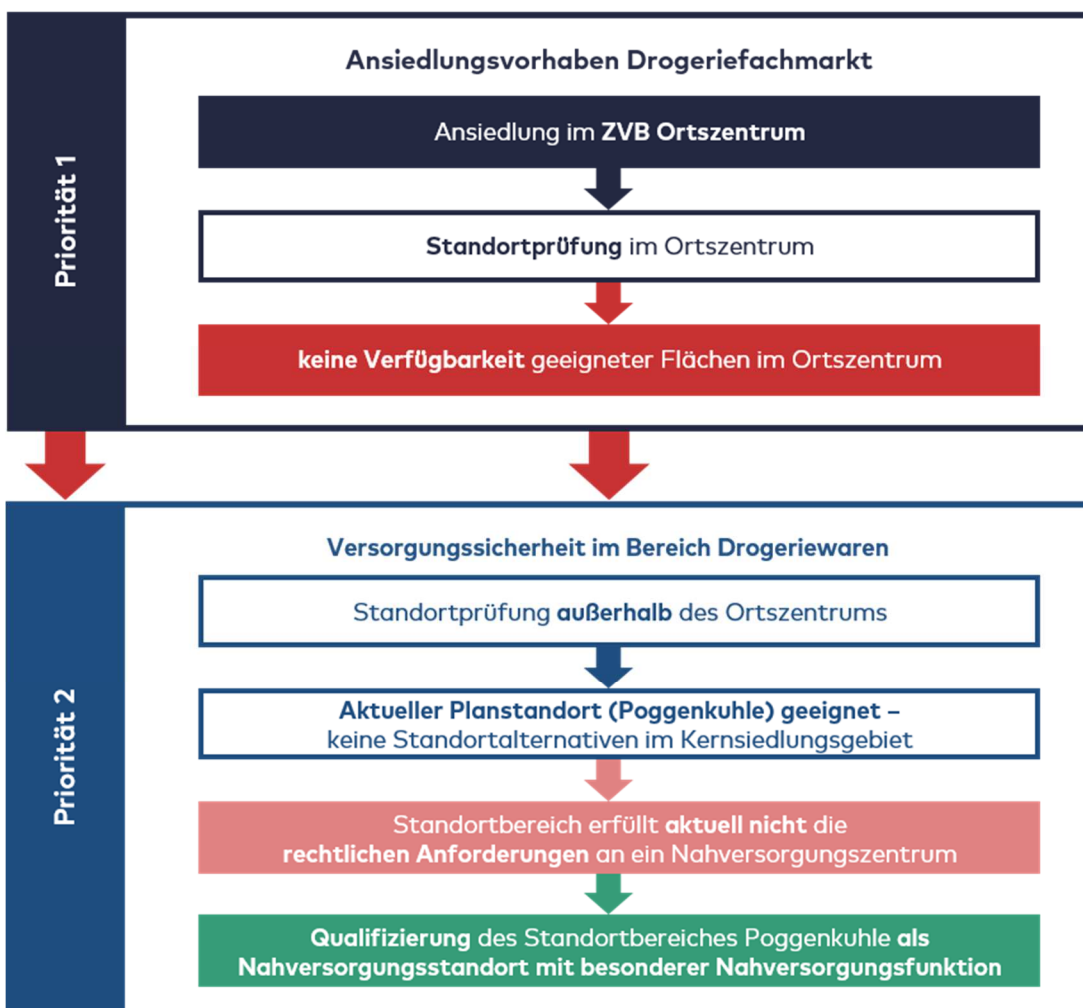 Priorität 1
Ansiedlungsvorhaben Drogeriefachmarkt
Ansiedlung im ZVB Ortszentrum
Standortprüfung im Ortszentrum
keine Verfügbarkeit geeigneter Flächen im Ortszentrum
Priorität 2
Versorgungssicherheit im Bereich Drogeriewaren
Standortprüfung außerhalb des Ortszentrums
Aktueller Planstandort (Poggenkuhle) geeignet –
keine Standortalternativen im Kernsiedlungsgebiet
Standortbereich erfüllt aktuell nicht die
rechtlichen Anforderungen an ein Nahversorgungszentrum
Qualifizierung des Standortbereiches Poggenkuhle als
Nahversorgungsstandort mit besonderer Nahversorgungsfunktion